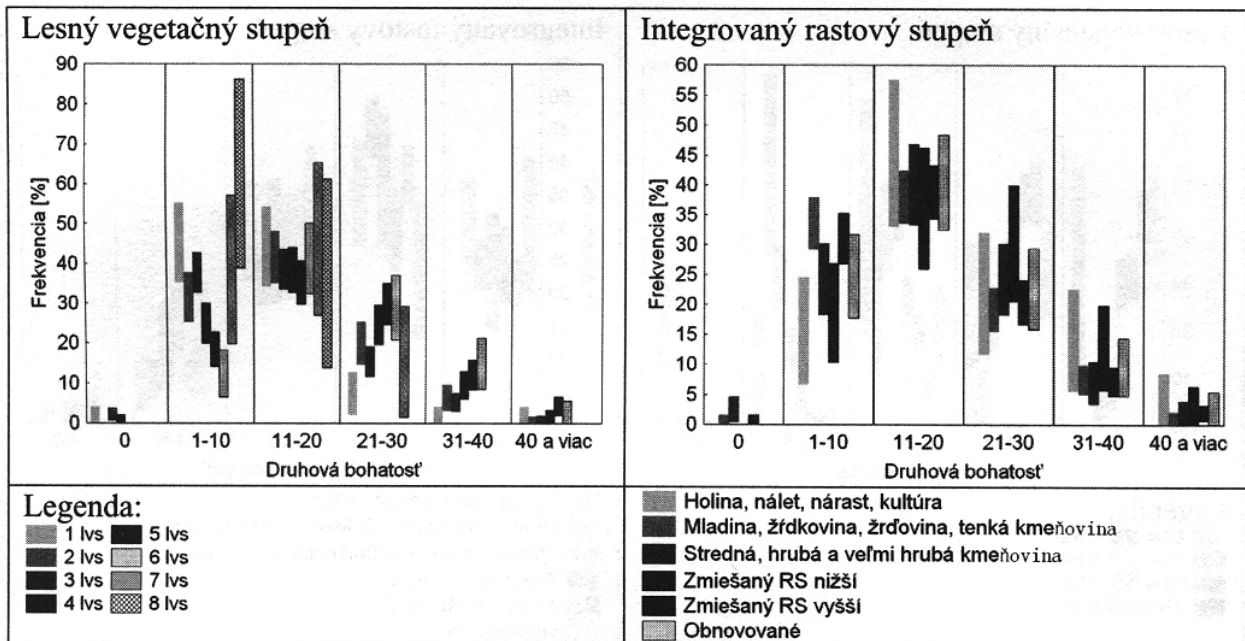 Lesný vegetačný stupeň
90
80
70
60
50
40
30
20
10
0
Frekvencia [%]
0 1-10 11-20 21-30 31-40 40 a viac
Druhová bohatosť
Integrovaný rastový stupeň
60
55
50
45
40
35
30
25
20
15
10
5
0
Frekvencia [%]
0 1-10 11-20 21-30 31-40 40 a viac
Druhová bohatosť
Legenda:
1 lvs 5 lvs
2 lvs 6 lvs
3 lvs 7 lvs
4 lvs 8 lvs
Holina, nálet, nárast, kultúra
Mladina, žŕdkovina, žrďovina, tenká kmeňovina
Stredná, hrubá a veľmi hrubá kmeňovina
Zmiešaný RS nižší
Zmiešaný RS vyšší
Obnovované